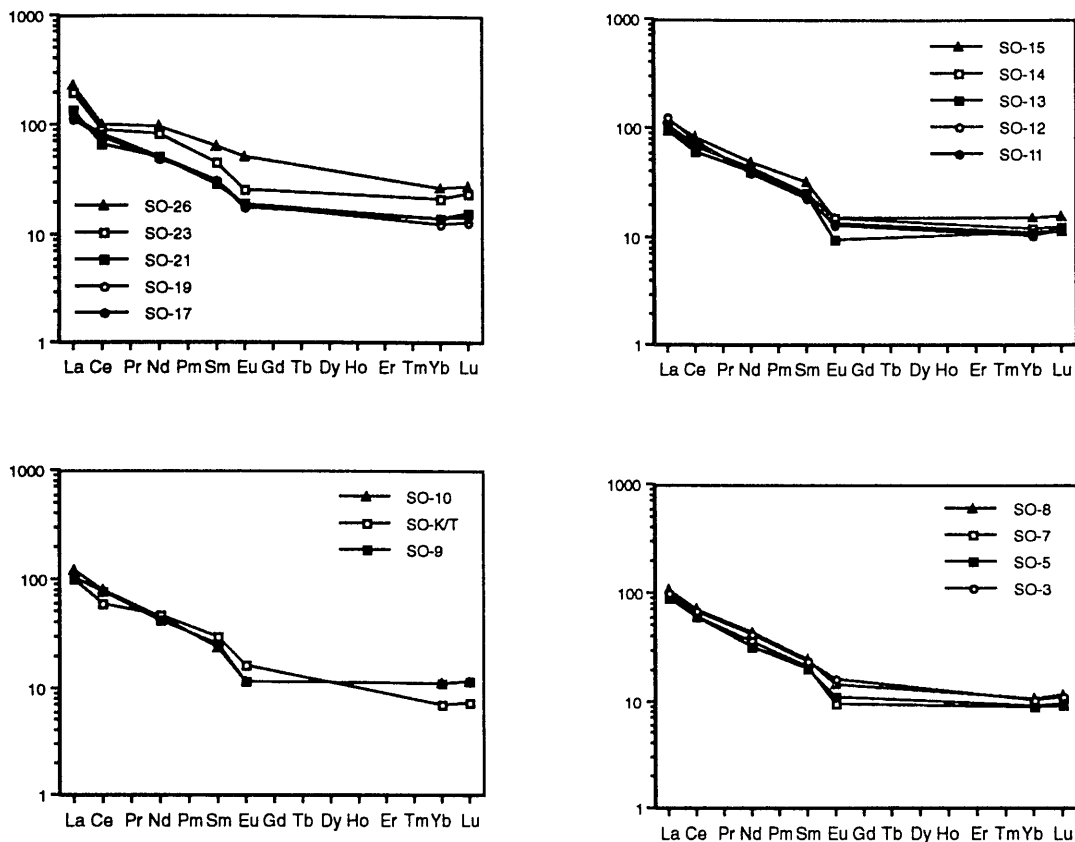 1000
100
10
1
SO-26
SO-23
SO-21
SO-19
SO-17
La Ce Pr Nd Pm Sm Eu Gd Tb Dy Ho Er Tm Yb Lu
1000
100
10
1
SO-15
SO-14
SO-13
SO-12
SO-11
La Ce Pr Nd Pm Sm Eu Gd Tb Dy Ho Er Tm Yb Lu
1000
100
10
1
SO-10
SO-K/T
SO-9
La Ce Pr Nd Pm Sm Eu Gd Tb Dy Ho Er Tm Yb Lu
1000
100
10
1
SO-8
SO-7
SO-5
SO-3
La Ce Pr Nd Pm Sm Eu Gd Tb Dy Ho Er Tm Yb Lu